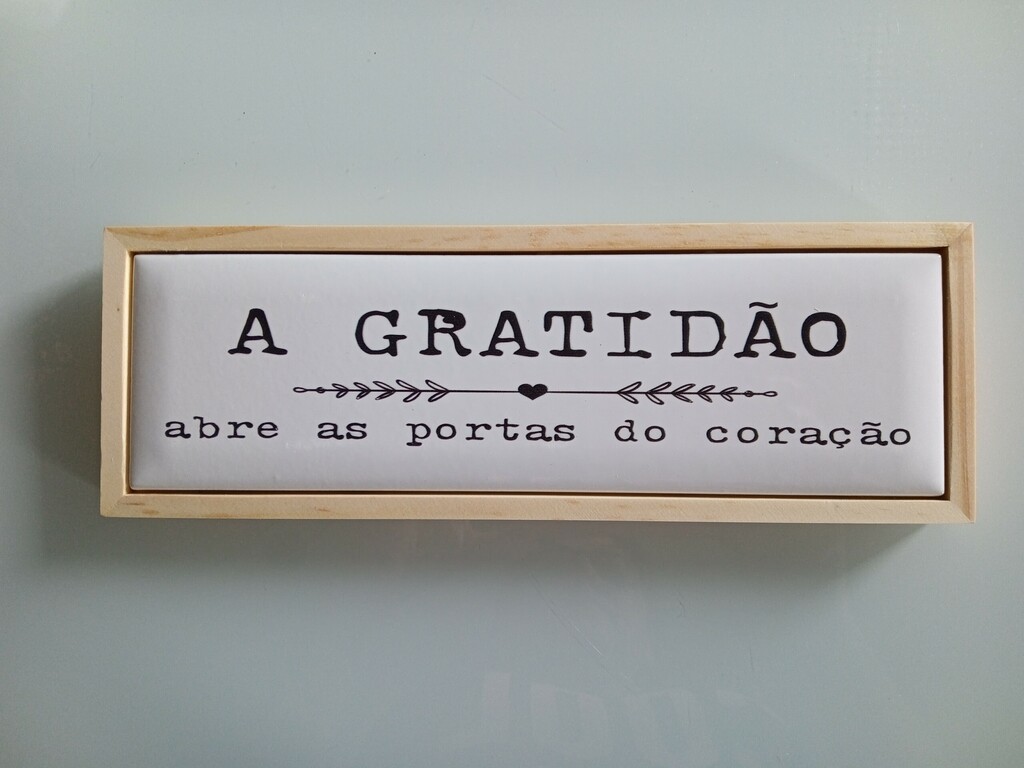 A GRATIDÃO
abre as portas do coração